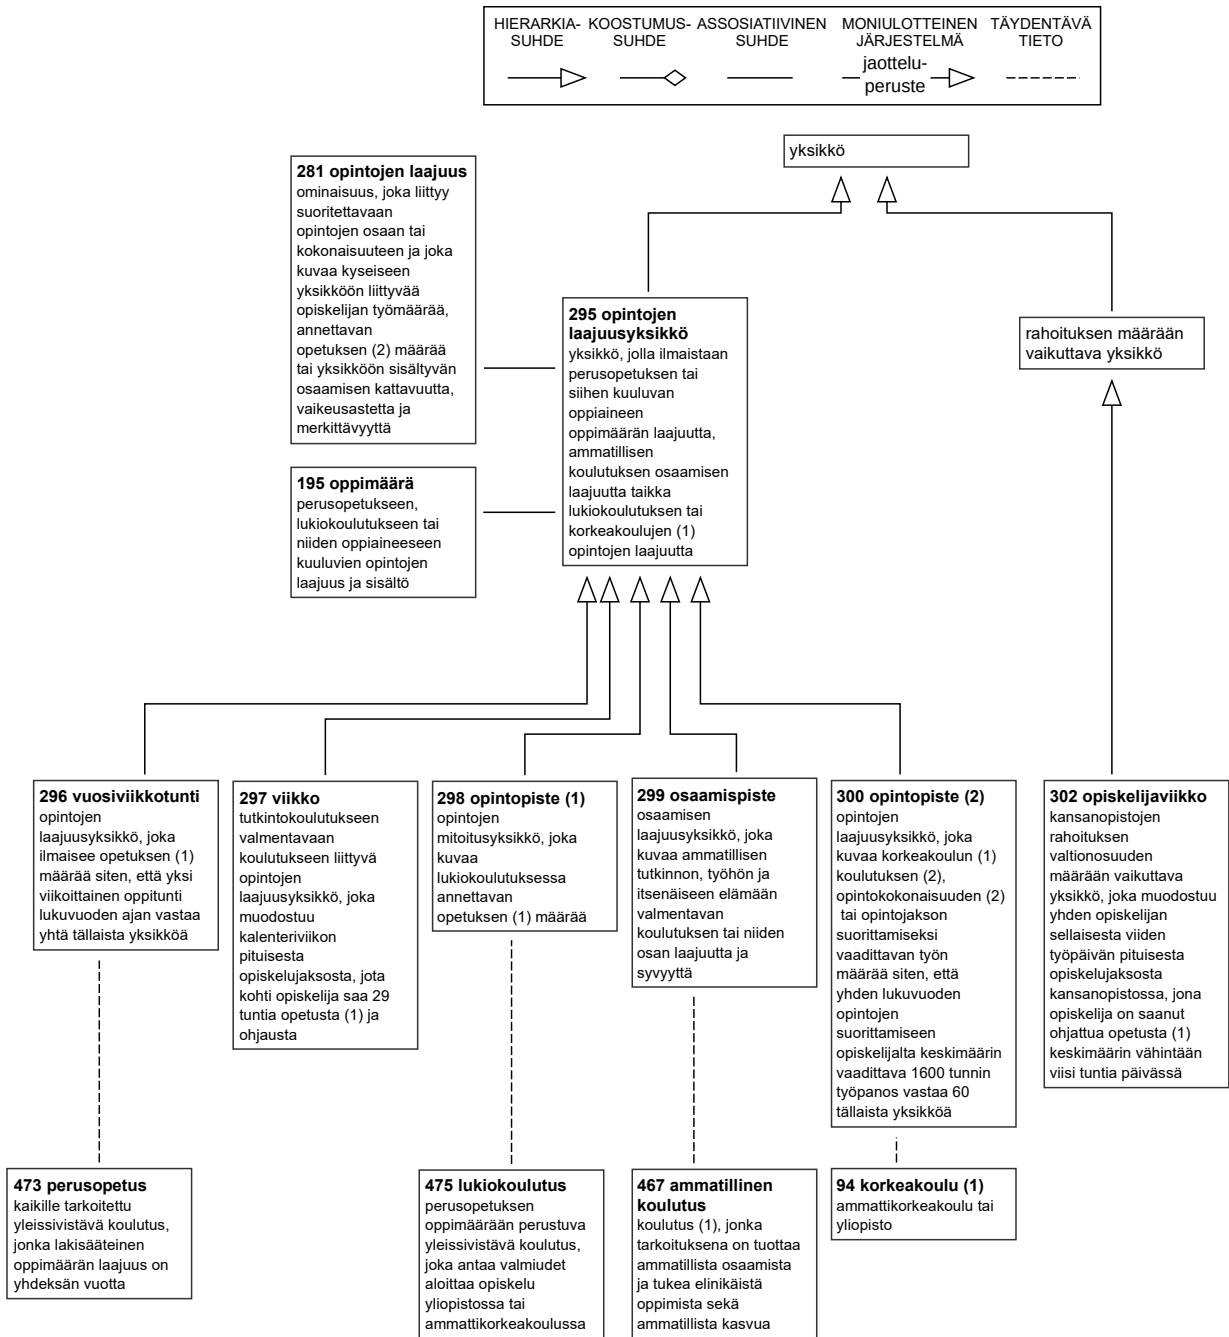 HIERARKIA-
SUHDE
KOOSTUMUS-
SUHDE
ASSOSIATIIVINEN
SUHDE
MONIULOTTEINEN
JÄRJESTELMÄ
jaottelu-
peruste
TÄYDENTÄVÄ
TIETO
yksikkö
281 opintojen laajuus
ominaisuus, joka liittyy
suoritettavaan
opintojen osaan tai
kokonaisuuteen ja joka
kuvaa kyseiseen
yksikköön liittyvää
opiskelijan työmäärää,
annettavan
opetuksen (2) määrää
tai yksikköön sisältyvän
osaamisen kattavuutta,
vaikeusastetta ja
merkittävyyttä
295 opintojen
laajuusyksikkö
yksikkö, jolla ilmaistaan
perusopetuksen tai
siihen kuuluvan
oppiaineen
oppimäärän laajuutta,
ammatillisen
koulutuksen osaamisen
laajuutta taikka
lukiokoulutuksen tai
korkeakoulujen (1)
opintojen laajuutta
rahoituksen määrään
vaikuttava yksikkö
195 oppimäärä
perusopetukseen,
lukiokoulutukseen tai
niiden oppiaineeseen
kuuluvien opintojen
laajuus ja sisältö
296 vuosiviikkotunti
opintojen
laajuusyksikkö, joka
ilmaisee opetuksen (1)
määrää siten, että yksi
viikoittainen oppitunti
lukuvuoden ajan vastaa
yhtä tällaista yksikköä
297 viikko
tutkintokoulutukseen
valmentavaan
koulutukseen liittyvä
opintojen
laajuusyksikkö, joka
muodostuu
kalenteriviikon
pituisesta
opiskelujaksosta, jota
kohti opiskelija saa 29
tuntia opetusta (1) ja
ohjausta
298 opintopiste (1)
opintojen
mitoitusyksikkö, joka
kuvaa
lukiokoulutuksessa
annettavan
opetuksen (1) määrää
299 osaamispiste
osaamisen
laajuusyksikkö, joka
kuvaa ammatillisen
tutkinnon, työhön ja
itsenäiseen elämään
valmentavan
koulutuksen tai niiden
osan laajuutta ja
syvyyttä
300 opintopiste (2)
opintojen
laajuusyksikkö, joka
kuvaa korkeakoulun (1)
koulutuksen (2),
opintokokonaisuuden (2)
tai opintojakson
suorittamiseksi
vaadittavan työn
määrää siten, että
yhden lukuvuoden
opintojen
suorittamiseen
opiskelijalta keskimäärin
vaadittava 1600 tunnin
työpanos vastaa 60
tällaista yksikköä
302 opiskelijaviikko
kansanopistojen
rahoituksen
valtionosuuden
määrään vaikuttava
yksikkö, joka muodostuu
yhden opiskelijan
sellaisesta viiden
työpäivän pituisesta
opiskelujaksosta
kansanopistossa, jona
opiskelija on saanut
ohjattua opetusta (1)
keskimäärin vähintään
viisi tuntia päivässä
473 perusopetus
kaikille tarkoitettu
yleissivistävä koulutus,
jonka lakisääteinen
oppimäärän laajuus on
yhdeksän vuotta
475 lukiokoulutus
perusopetuksen
oppimäärään perustuva
yleissivistävä koulutus,
joka antaa valmiudet
aloittaa opiskelu
yliopistossa tai
ammattikorkeakoulussa
467 ammatillinen
koulutus
koulutus (1), jonka
tarkoituksena on tuottaa
ammatillista osaamista
ja tukea elinikäistä
oppimista sekä
ammatillista kasvua
94 korkeakoulu (1)
ammattikorkeakoulu tai
yliopisto